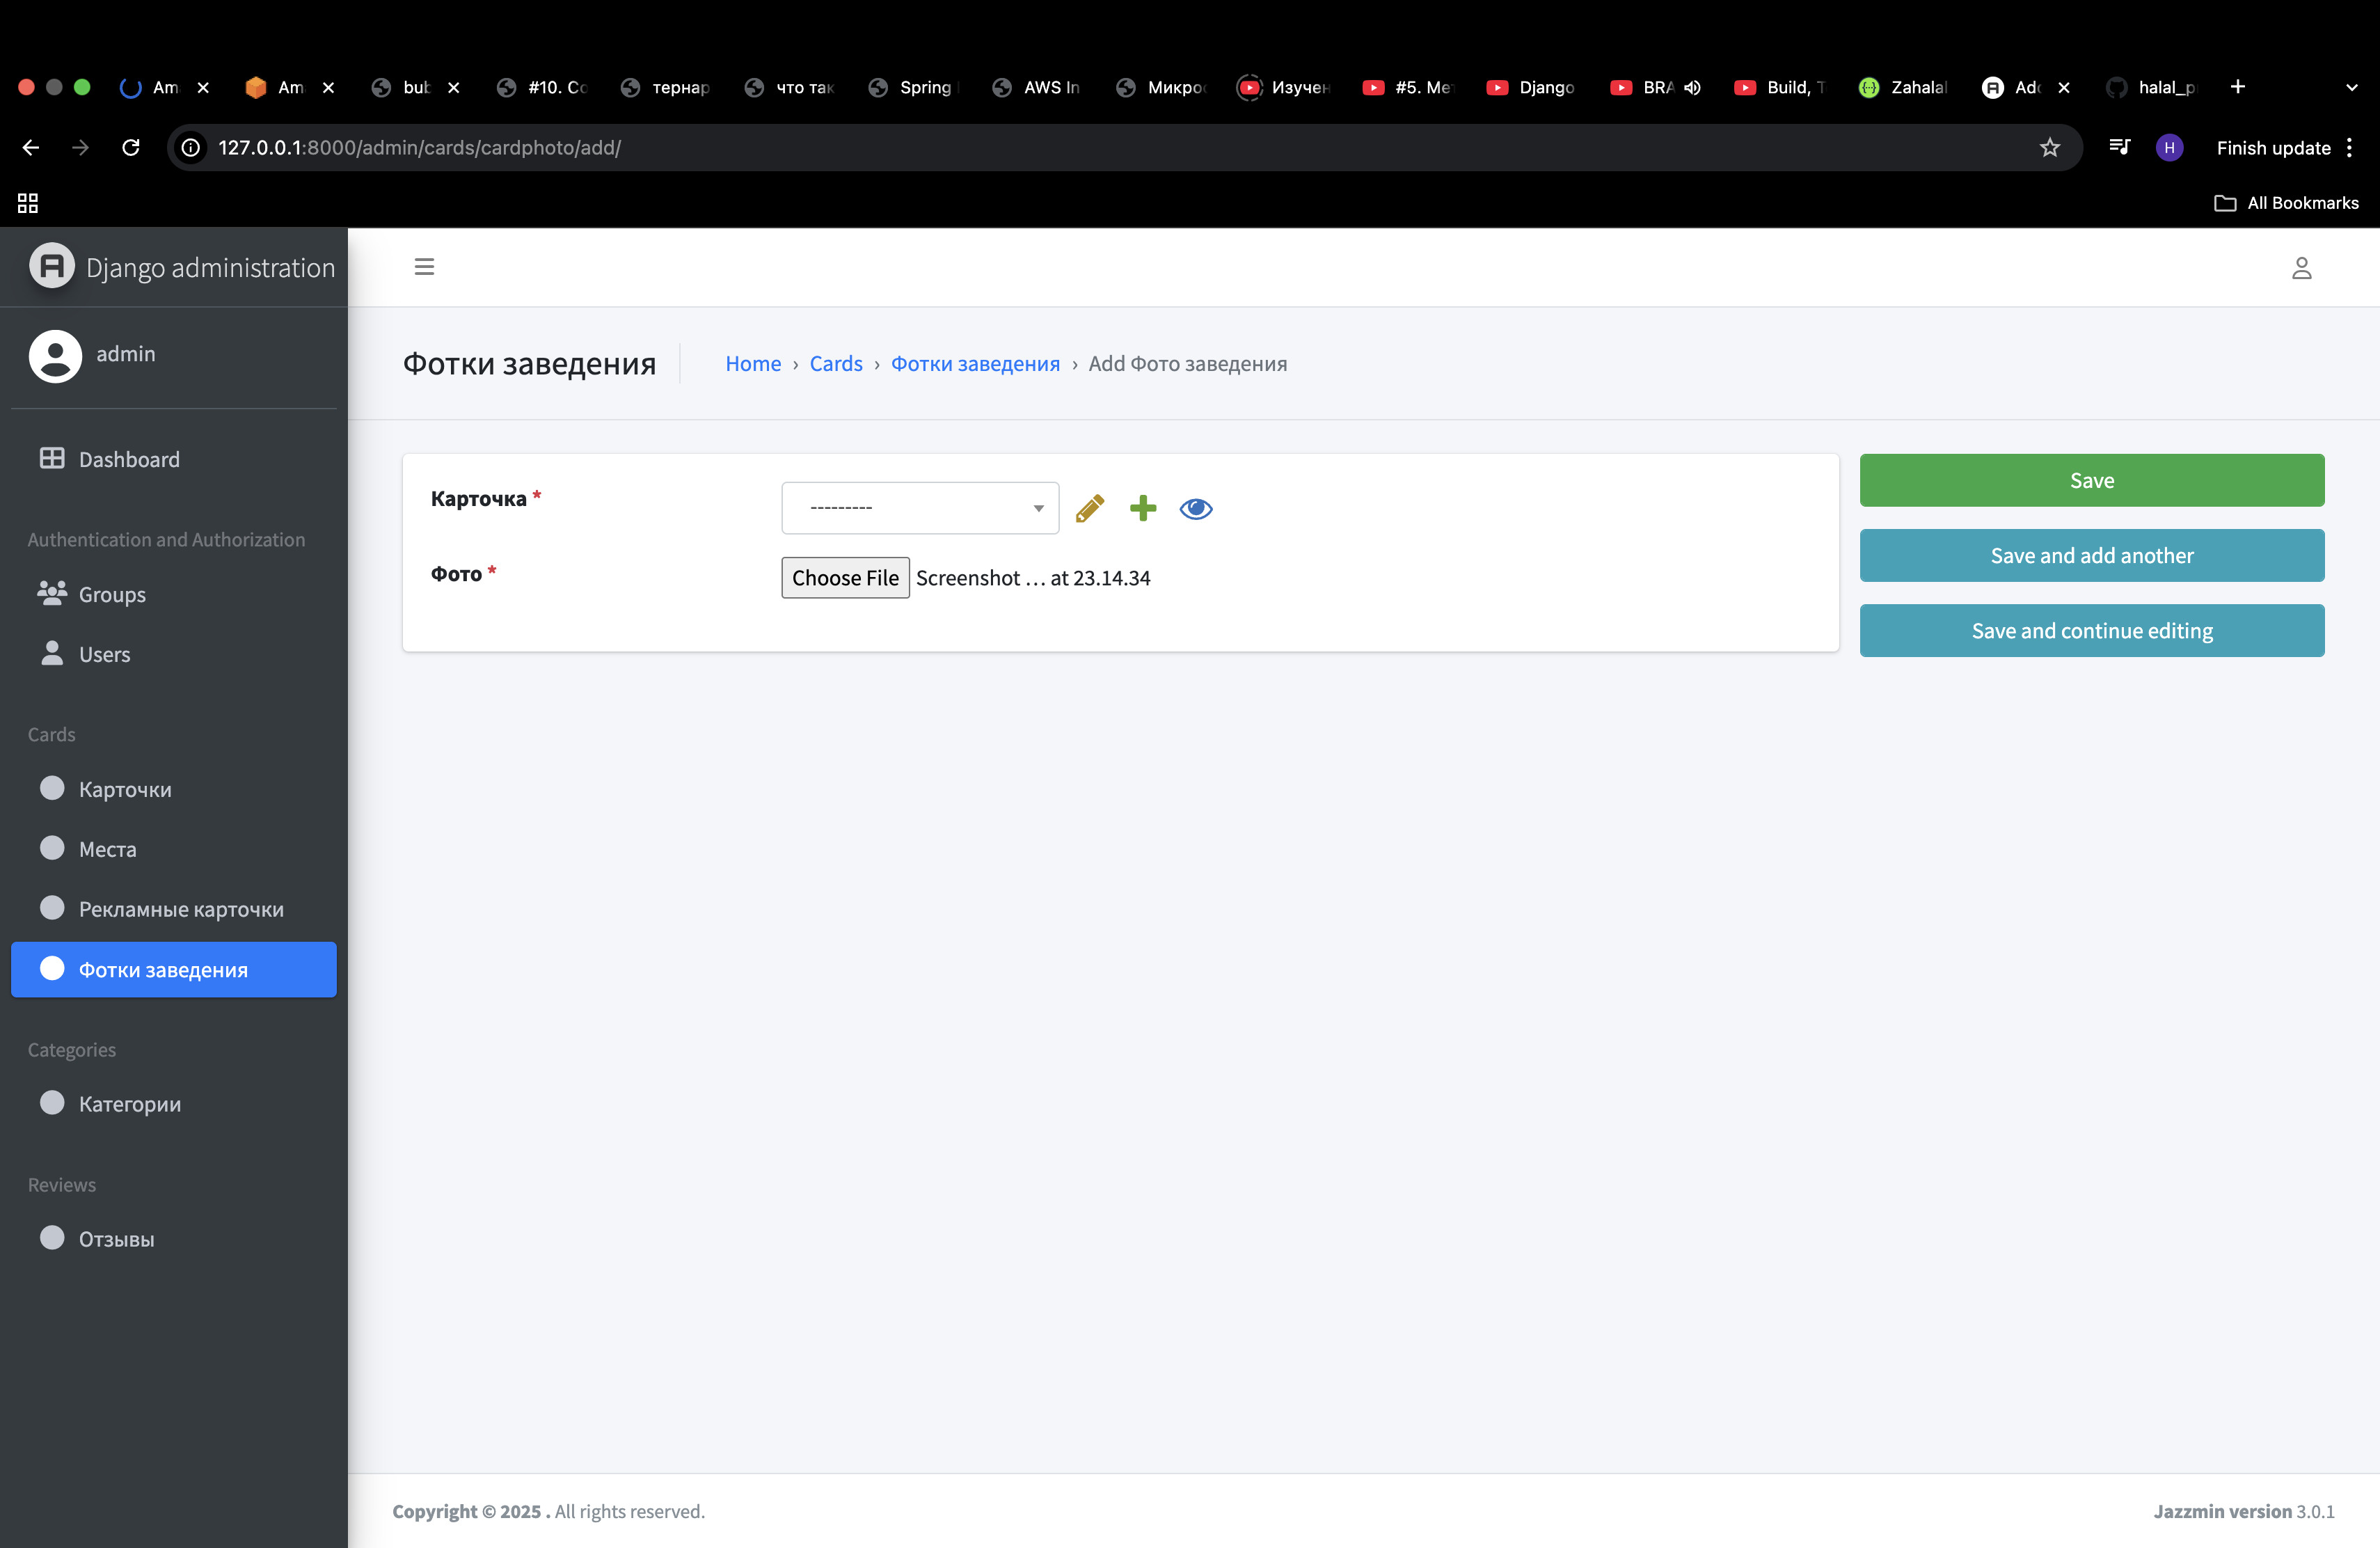 Am
Am
bub
#10. Co
тернар
что так
Spring
AWS In
Микрос
Изучен
#5. Ме
Django
BRA
Build, T
Zahalal
Add
halal_p
127.0.0.1:8000/admin/cards/cardphoto/add/
H
Finish update
All Bookmarks
Django administration
admin
Фотки заведения
Home › Cards › Фотки заведения › Add Фото заведения
Dashboard
Authentication and Authorization
Groups
Users
Cards
Карточки
Места
Рекламные карточки
Фотки заведения
Categories
Категории
Reviews
Отзывы
Карточка *
---------
Фото *
Choose File Screenshot … at 23.14.34
Save
Save and add another
Save and continue editing
Copyright © 2025 . All rights reserved.
Jazzmin version 3.0.1